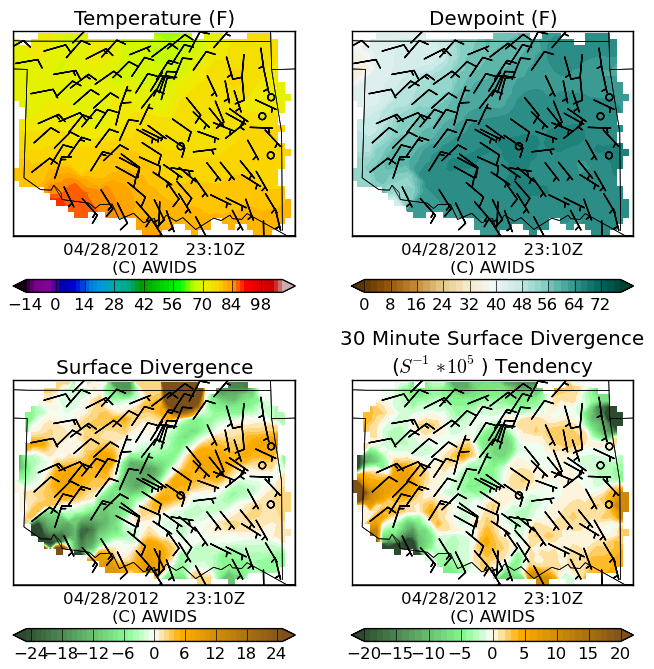 Temperature (F)
Dewpoint (F)
04/28/2012 23:10Z
(C) AWIDS
04/28/2012 23:10Z
(C) AWIDS
−14 0 14 28 42 56 70 84 98
0 8 16 24 32 40 48 56 64 72
Surface Divergence
30 Minute Surface Divergence
(S⁻¹ *10⁵ ) Tendency
04/28/2012 23:10Z
(C) AWIDS
04/28/2012 23:10Z
(C) AWIDS
−24 −18 −12 −6 0 6 12 18 24
−20 −15 −10 −5 0 5 10 15 20